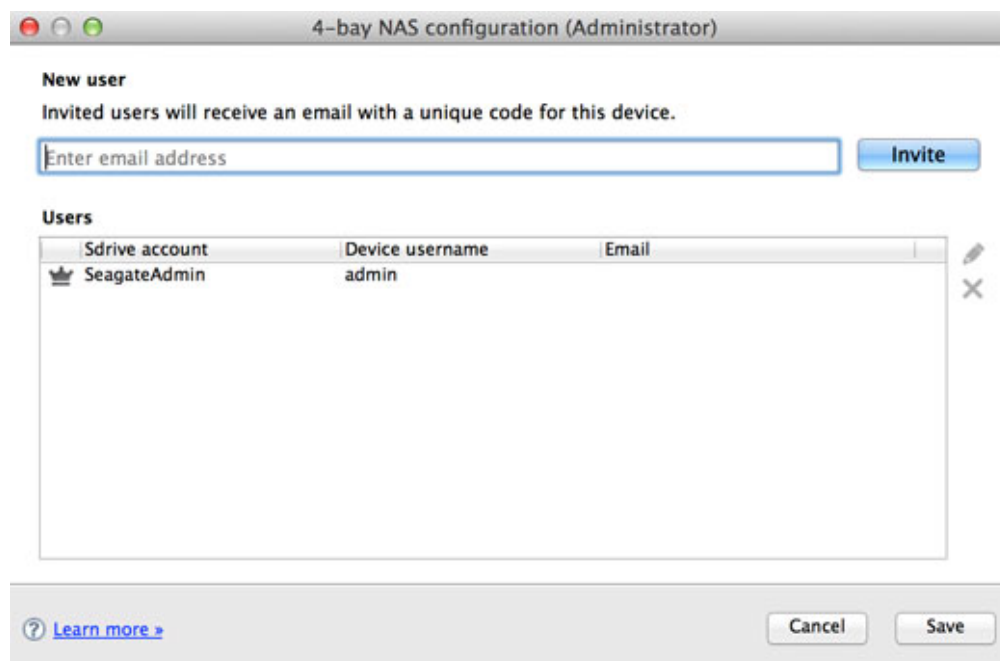 4-bay NAS configuration (Administrator)
New user
Invited users will receive an email with a unique code for this device.
Enter email address
Invite
Users
Sdrive account Device username Email
SeagateAdmin admin
? Learn more »
Cancel Save